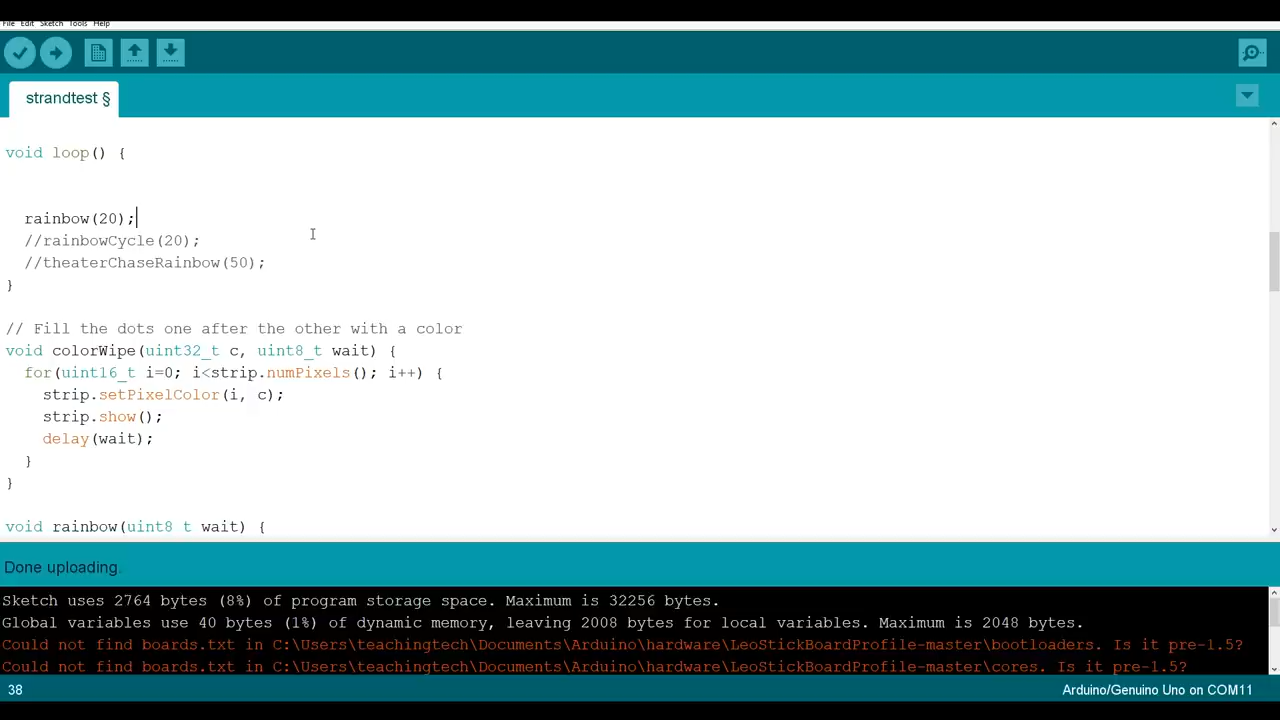 File Edit Sketch Tools Help
strandtest §
void loop() {
rainbow(20);
//rainbowCycle(20);
//theaterChaseRainbow(50);
}
// Fill the dots one after the other with a color
void colorWipe(uint32_t c, uint8_t wait) {
for(uint16_t i=0; i<strip.numPixels(); i++) {
strip.setPixelColor(i, c);
strip.show();
delay(wait);
}
}
void rainbow(uint8_t wait) {
Done uploading.
Sketch uses 2764 bytes (8%) of program storage space. Maximum is 32256 bytes.
Global variables use 40 bytes (1%) of dynamic memory, leaving 2008 bytes for local variables. Maximum is 2048 bytes.
Could not find boards.txt in C:\Users\teachingtech\Documents\Arduino\hardware\LeoStickBoardProfile-master\bootloaders. Is it pre-1.5?
Could not find boards.txt in C:\Users\teachingtech\Documents\Arduino\hardware\LeoStickBoardProfile-master\cores. Is it pre-1.5?
38
Arduino/Genuino Uno on COM11